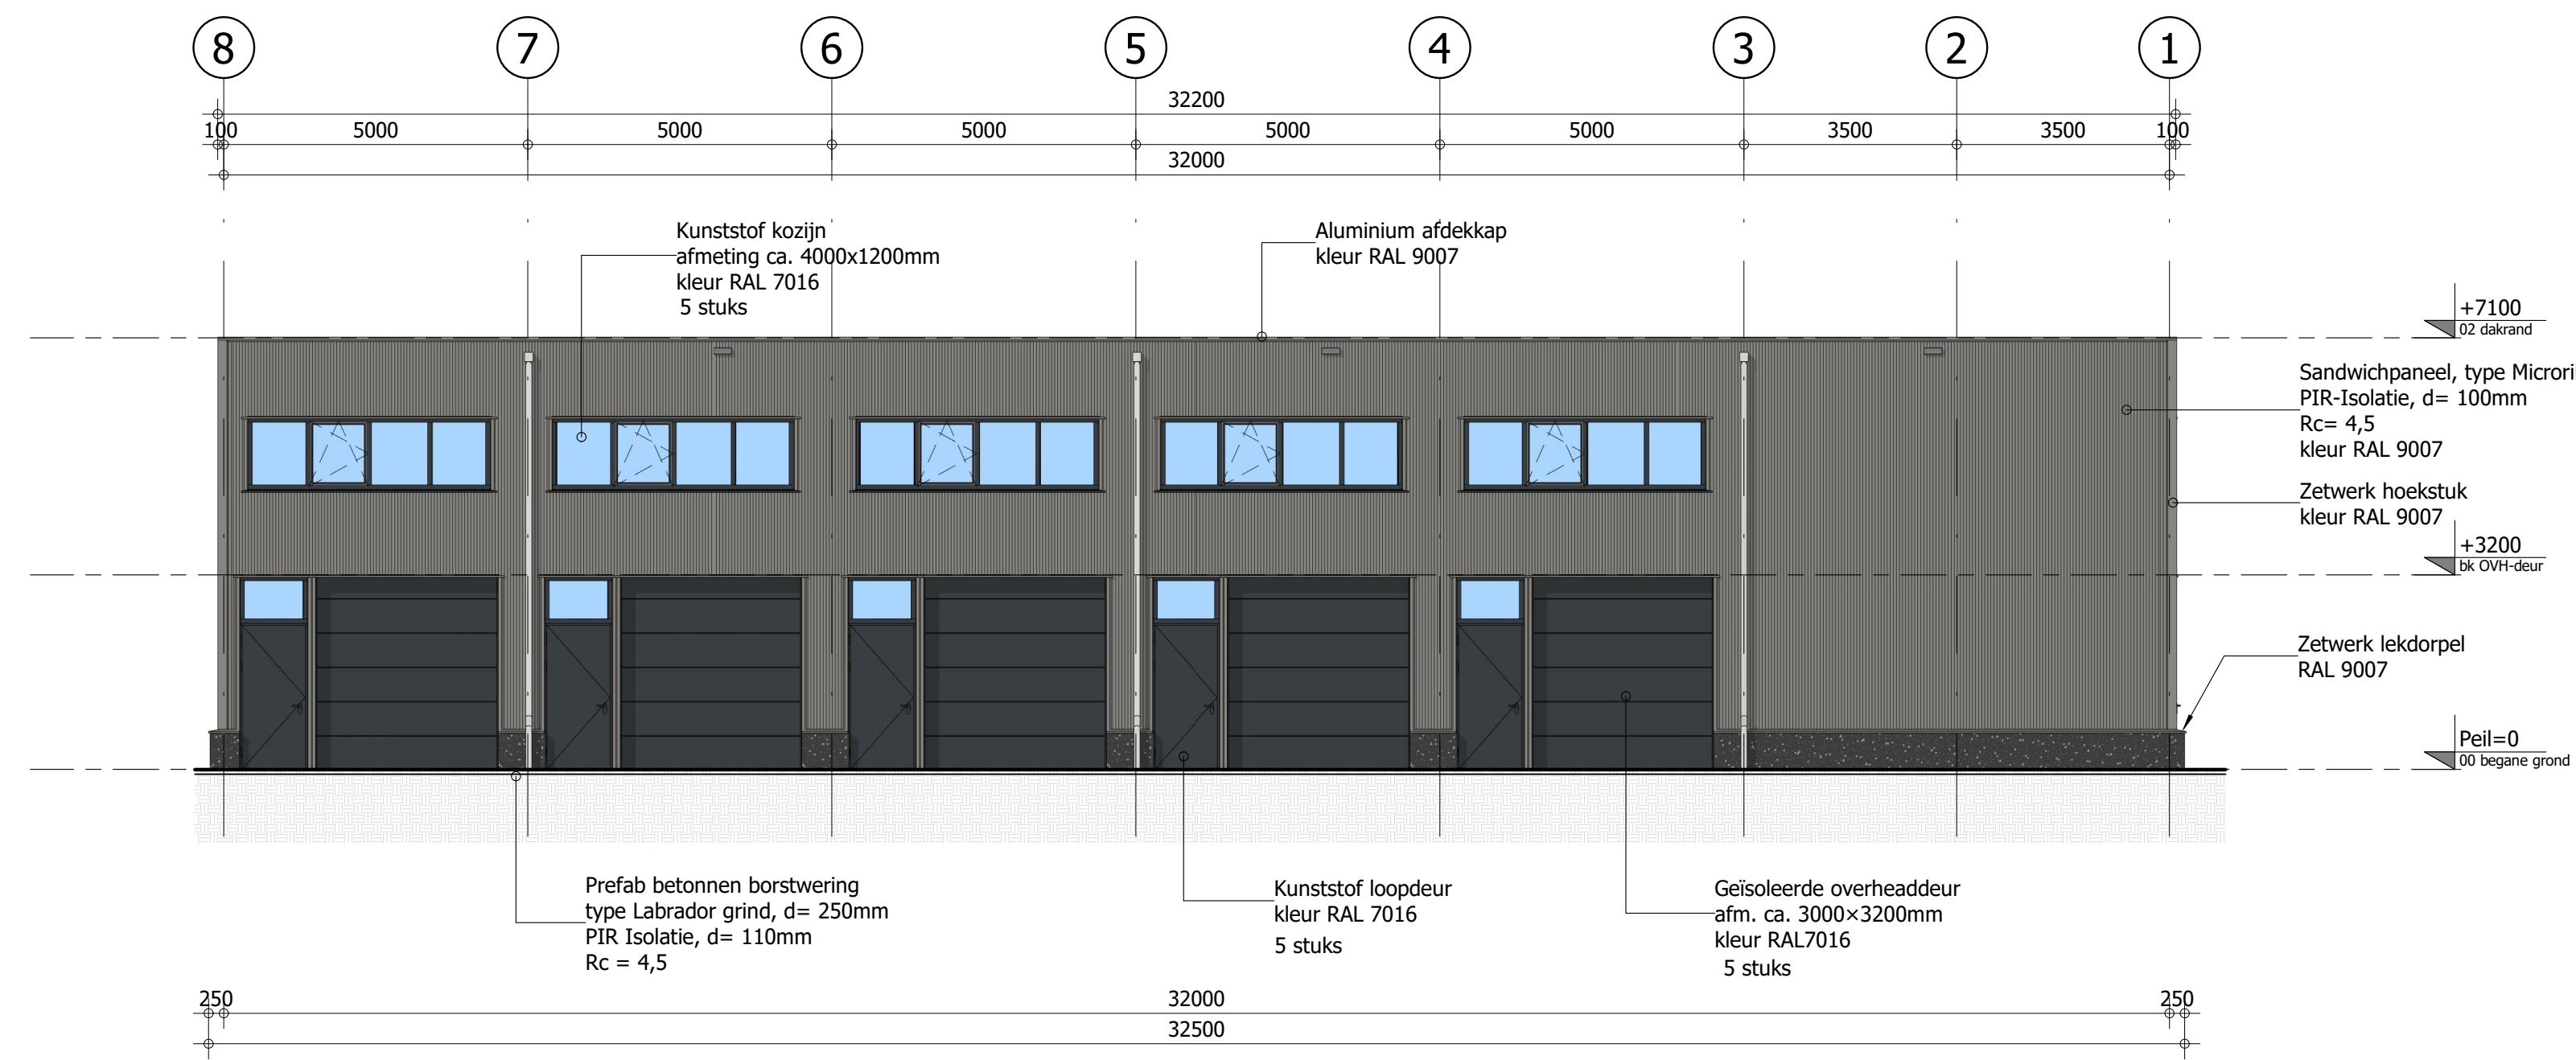 8 7 6 5 4 3 2 1
32200
100 5000 5000 5000 5000 5000 3500 3500 100
32000
Kunststof kozijn
afmeting ca. 4000x1200mm
kleur RAL 7016
5 stuks
Aluminium afdekkap
kleur RAL 9007
+7100
02 dakrand
Sandwichpaneel, type Microri
PIR-Isolatie, d= 100mm
Rc= 4,5
kleur RAL 9007
Zetwerk hoekstuk
kleur RAL 9007
+3200
bk OVH-deur
Zetwerk lekdorpel
RAL 9007
Peil=0
00 begane grond
Prefab betonnen borstwering
type Labrador grind, d= 250mm
PIR Isolatie, d= 110mm
Rc = 4,5
Kunststof loopdeur
kleur RAL 7016
5 stuks
Geïsoleerde overheaddeur
afm. ca. 3000×3200mm
kleur RAL7016
5 stuks
250 32000 250
32500